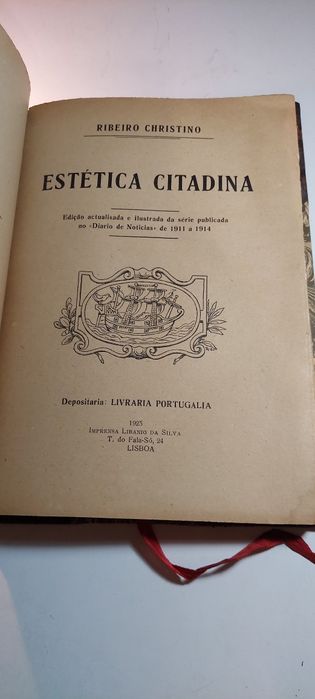 RIBEIRO CHRISTINO
ESTÉTICA CITADINA
Edição actualisada e ilustrada da série publicada
no «Diario de Noticias» de 1911 a 1914
Depositaria: LIVRARIA PORTUGALIA
1923
IMPRENSA LIBANIO DA SILVA
T. do Fala-Só, 24
LISBOA